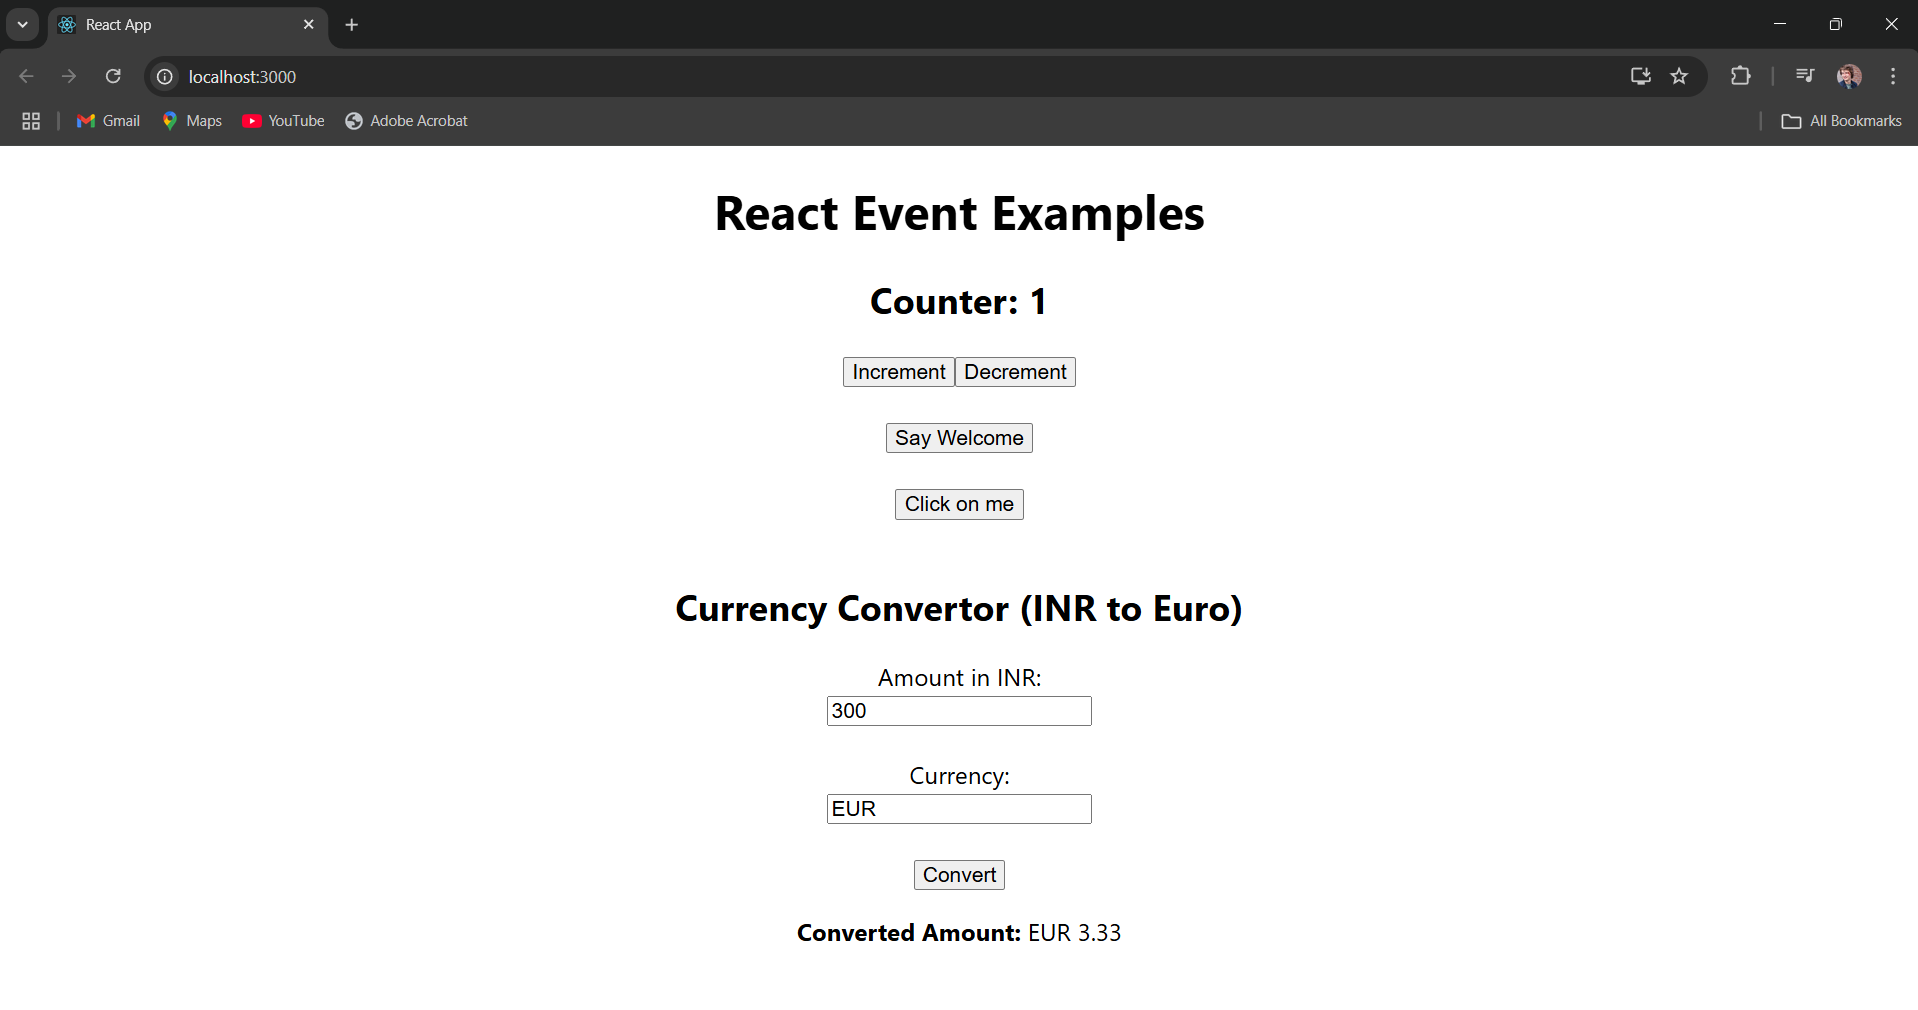 React App
localhost:3000
Gmail Maps YouTube Adobe Acrobat All Bookmarks
React Event Examples
Counter: 1
Increment Decrement
Say Welcome
Click on me
Currency Convertor (INR to Euro)
Amount in INR:
300
Currency:
EUR
Convert
Converted Amount: EUR 3.33